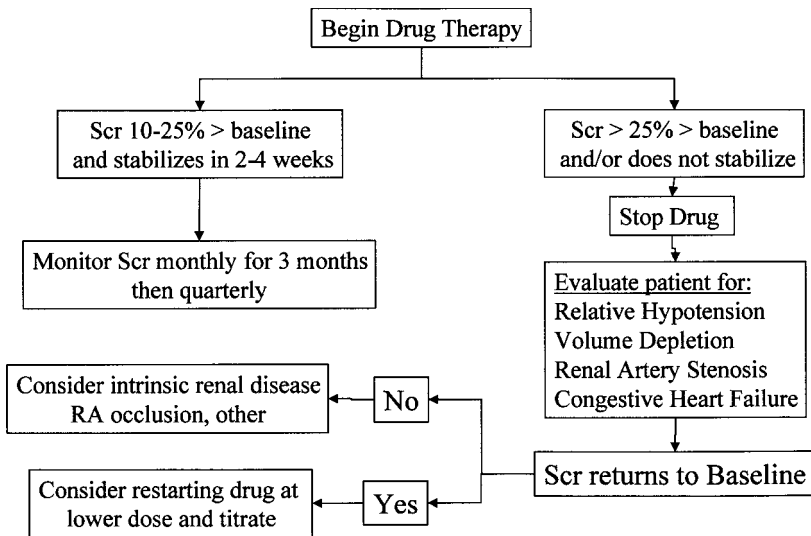 Begin Drug Therapy
Scr 10-25% > baseline
and stabilizes in 2-4 weeks
Monitor Scr monthly for 3 months
then quarterly
Scr > 25% > baseline
and/or does not stabilize
Stop Drug
Evaluate patient for:
Relative Hypotension
Volume Depletion
Renal Artery Stenosis
Congestive Heart Failure
Scr returns to Baseline
No
Consider intrinsic renal disease
RA occlusion, other
Yes
Consider restarting drug at
lower dose and titrate